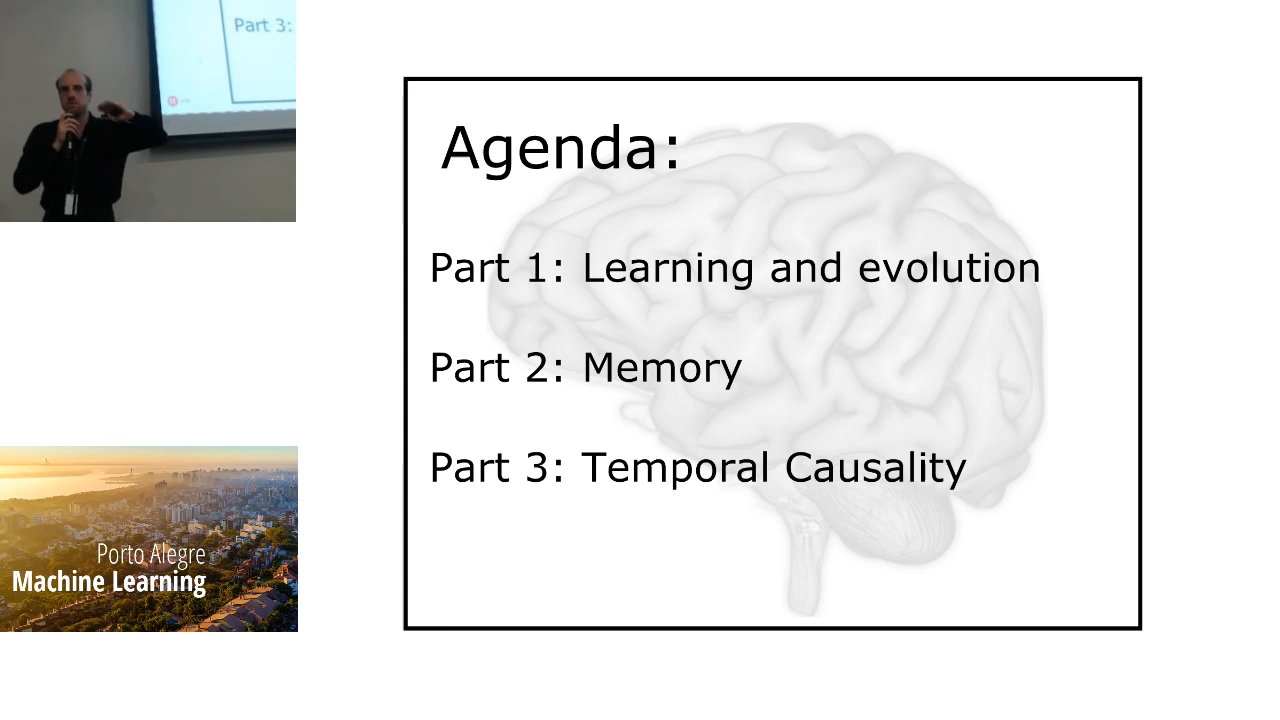 Part 3:
Agenda:
Part 1: Learning and evolution
Part 2: Memory
Part 3: Temporal Causality
Porto Alegre
Machine Learning